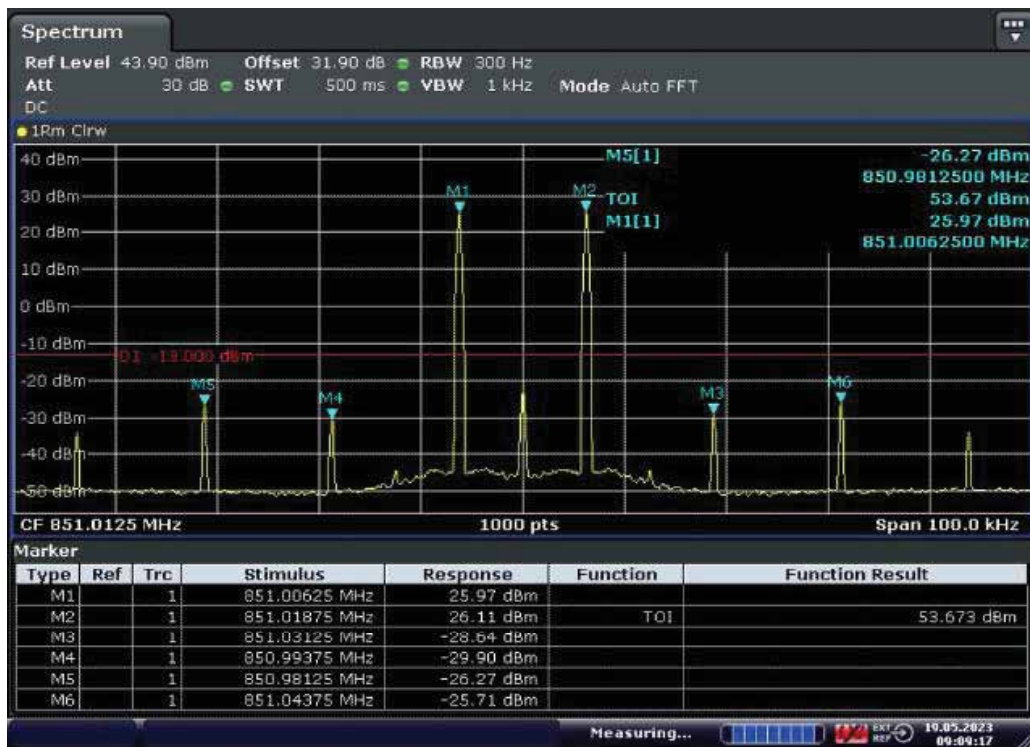 Spectrum
Ref Level 43.90 dBm Offset 31.90 dB RBW 300 Hz
Att 30 dB SWT 500 ms VBW 1 kHz Mode Auto FFT
DC
1Rm Clrw
40 dBm
M5[1] -26.27 dBm
850.9812500 MHz
30 dBm
M1
M2
TOI 53.67 dBm
M1[1] 25.97 dBm
20 dBm
851.0062500 MHz
10 dBm
0 dBm
-10 dBm
D1 -13.000 dBm
-20 dBm
M5
M4
M3
M6
-30 dBm
-40 dBm
-50 dBm
CF 851.0125 MHz 1000 pts Span 100.0 kHz
Marker
Type Ref Trc Stimulus Response Function Function Result
M1 1 851.00625 MHz 25.97 dBm
M2 1 851.01875 MHz 26.11 dBm TOI 53.673 dBm
M3 1 851.03125 MHz -28.64 dBm
M4 1 850.99375 MHz -29.90 dBm
M5 1 850.98125 MHz -26.27 dBm
M6 1 851.04375 MHz -25.71 dBm
Measuring... EXT REF 19.05.2023
09:09:17